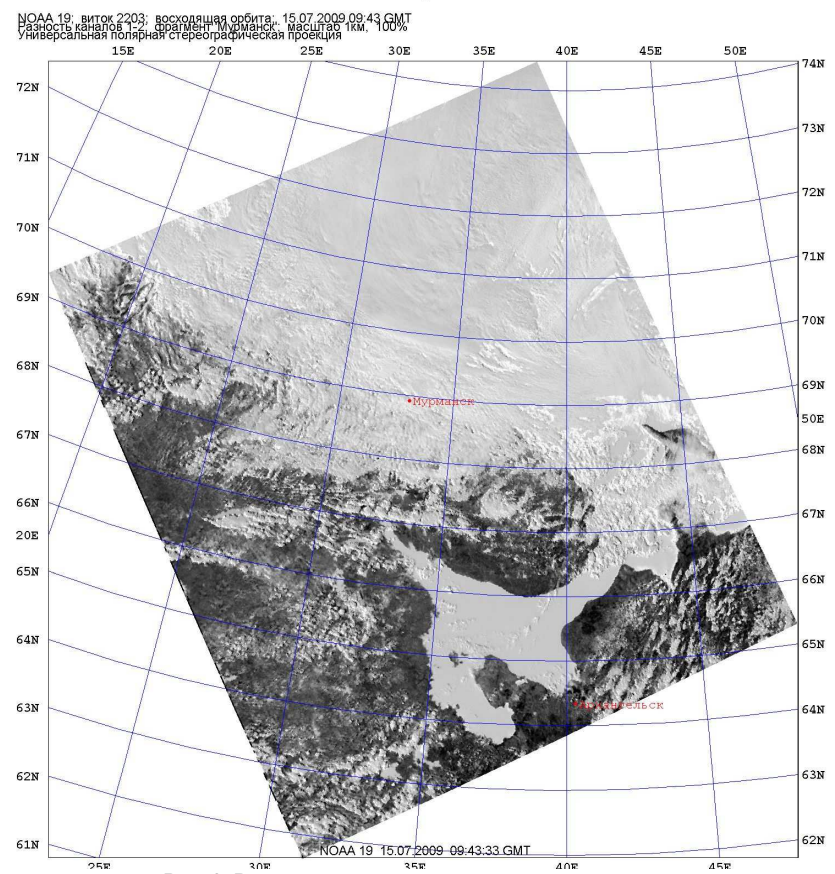 NOAA 19; виток 2203; восходящая орбита;, 15.07.2009 09:43 GMT
Разность каналов 1-2; фрагмент 'Мурманск'; масштаб 1км, 100%
Универсальная полярная стереографическая проекция
15E 20E 25E 30E 35E 40E 45E 50E
74N
72N
73N
71N
72N
70N
71N
69N
70N
68N
69N
Мурманск
50E
67N
68N
66N
67N
20E
65N
66N
64N
65N
63N
Архангельск
64N
62N
63N
61N
62N
NOAA 19 15.07.2009 09:43:33 GMT
25E 30E 35E 40E 45E